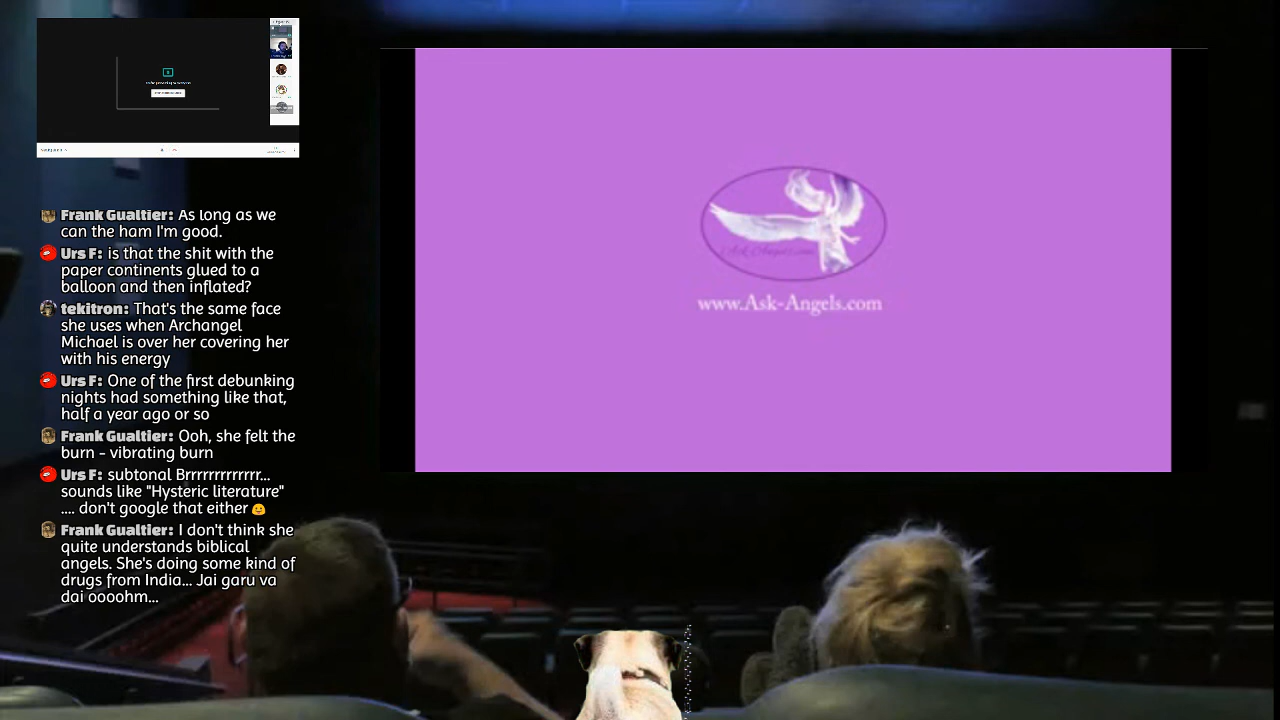 Frank Gualtier: As long as we
can the ham I'm good.
Urs F: is that the shit with the
paper continents glued to a
balloon and then inflated?
tekitron: That's the same face
she uses when Archangel
Michael is over her covering her
with his energy
Urs F: One of the first debunking
nights had something like that,
half a year ago or so
Frank Gualtier: Ooh, she felt the
burn - vibrating burn
Urs F: subtonal Brrrrrrrrrrrr...
sounds like "Hysteric literature"
.... don't google that either
Frank Gualtier: I don't think she
quite understands biblical
angels. She's doing some kind of
drugs from India... Jai garu va
dai oooohm...
www.Ask-Angels.com